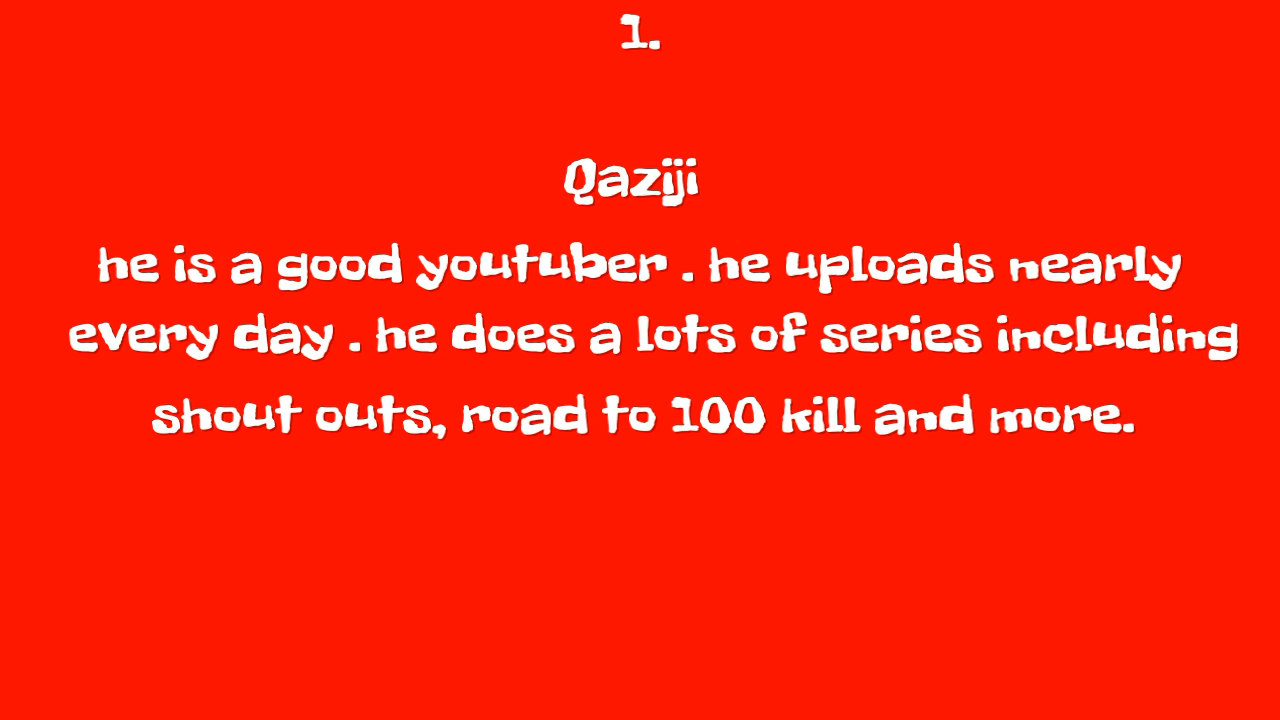 1.
Qaziji
he is a good youtuber . he uploads nearly
every day . he does a lots of series including
shout outs, road to 100 kill and more.